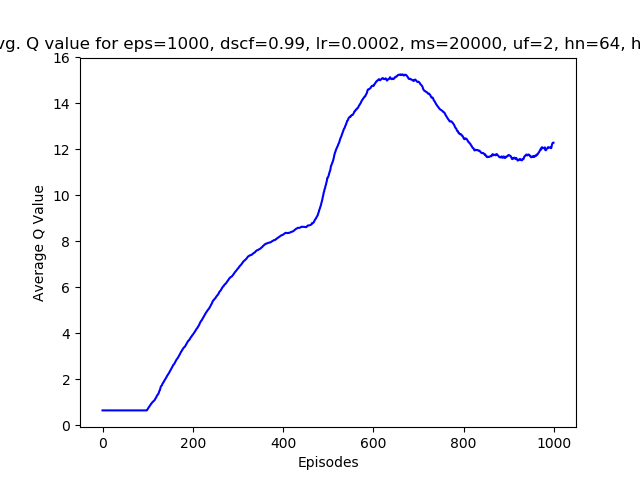 vg. Q value for eps=1000, dscf=0.99, lr=0.0002, ms=20000, uf=2, hn=64, h
16
14
12
10
8
6
4
2
0
Average Q Value
0 200 400 600 800 1000
Episodes